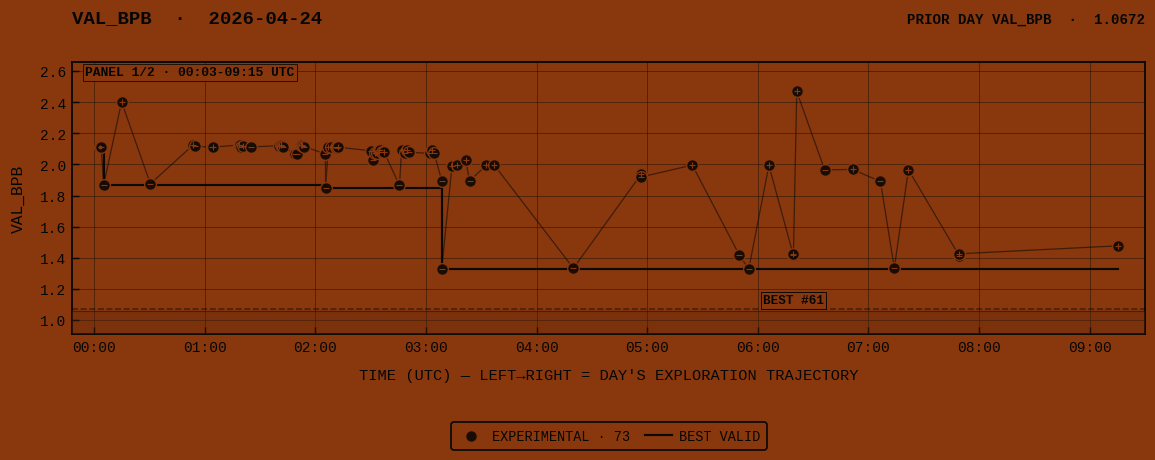 VAL_BPB · 2026-04-24
PRIOR DAY VAL_BPB · 1.0672
PANEL 1/2 · 00:03-09:15 UTC
2.6
2.4
2.2
2.0
1.8
1.6
1.4
1.2
1.0
VAL_BPB
BEST #61
00:00 01:00 02:00 03:00 04:00 05:00 06:00 07:00 08:00 09:00
TIME (UTC) — LEFT→RIGHT = DAY'S EXPLORATION TRAJECTORY
EXPERIMENTAL · 73 BEST VALID